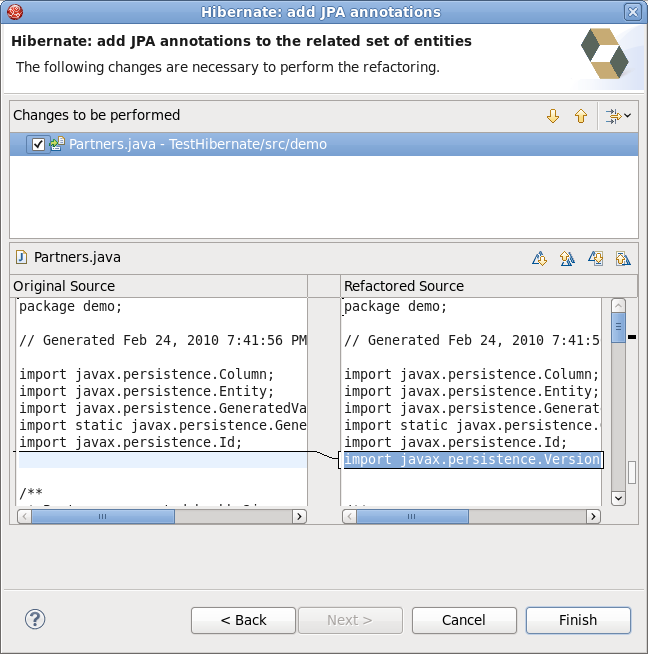 Hibernate: add JPA annotations
Hibernate: add JPA annotations to the related set of entities
The following changes are necessary to perform the refactoring.
Changes to be performed
Partners.java - TestHibernate/src/demo
Partners.java
Original Source
package demo;
// Generated Feb 24, 2010 7:41:56 PM
import javax.persistence.Column;
import javax.persistence.Entity;
import javax.persistence.GeneratedVa
import static javax.persistence.Gene
import javax.persistence.Id;
/**
Refactored Source
package demo;
// Generated Feb 24, 2010 7:41:5
import javax.persistence.Column;
import javax.persistence.Entity;
import javax.persistence.Generat
import static javax.persistence.
import javax.persistence.Id;
import javax.persistence.Version
< Back
Next >
Cancel
Finish